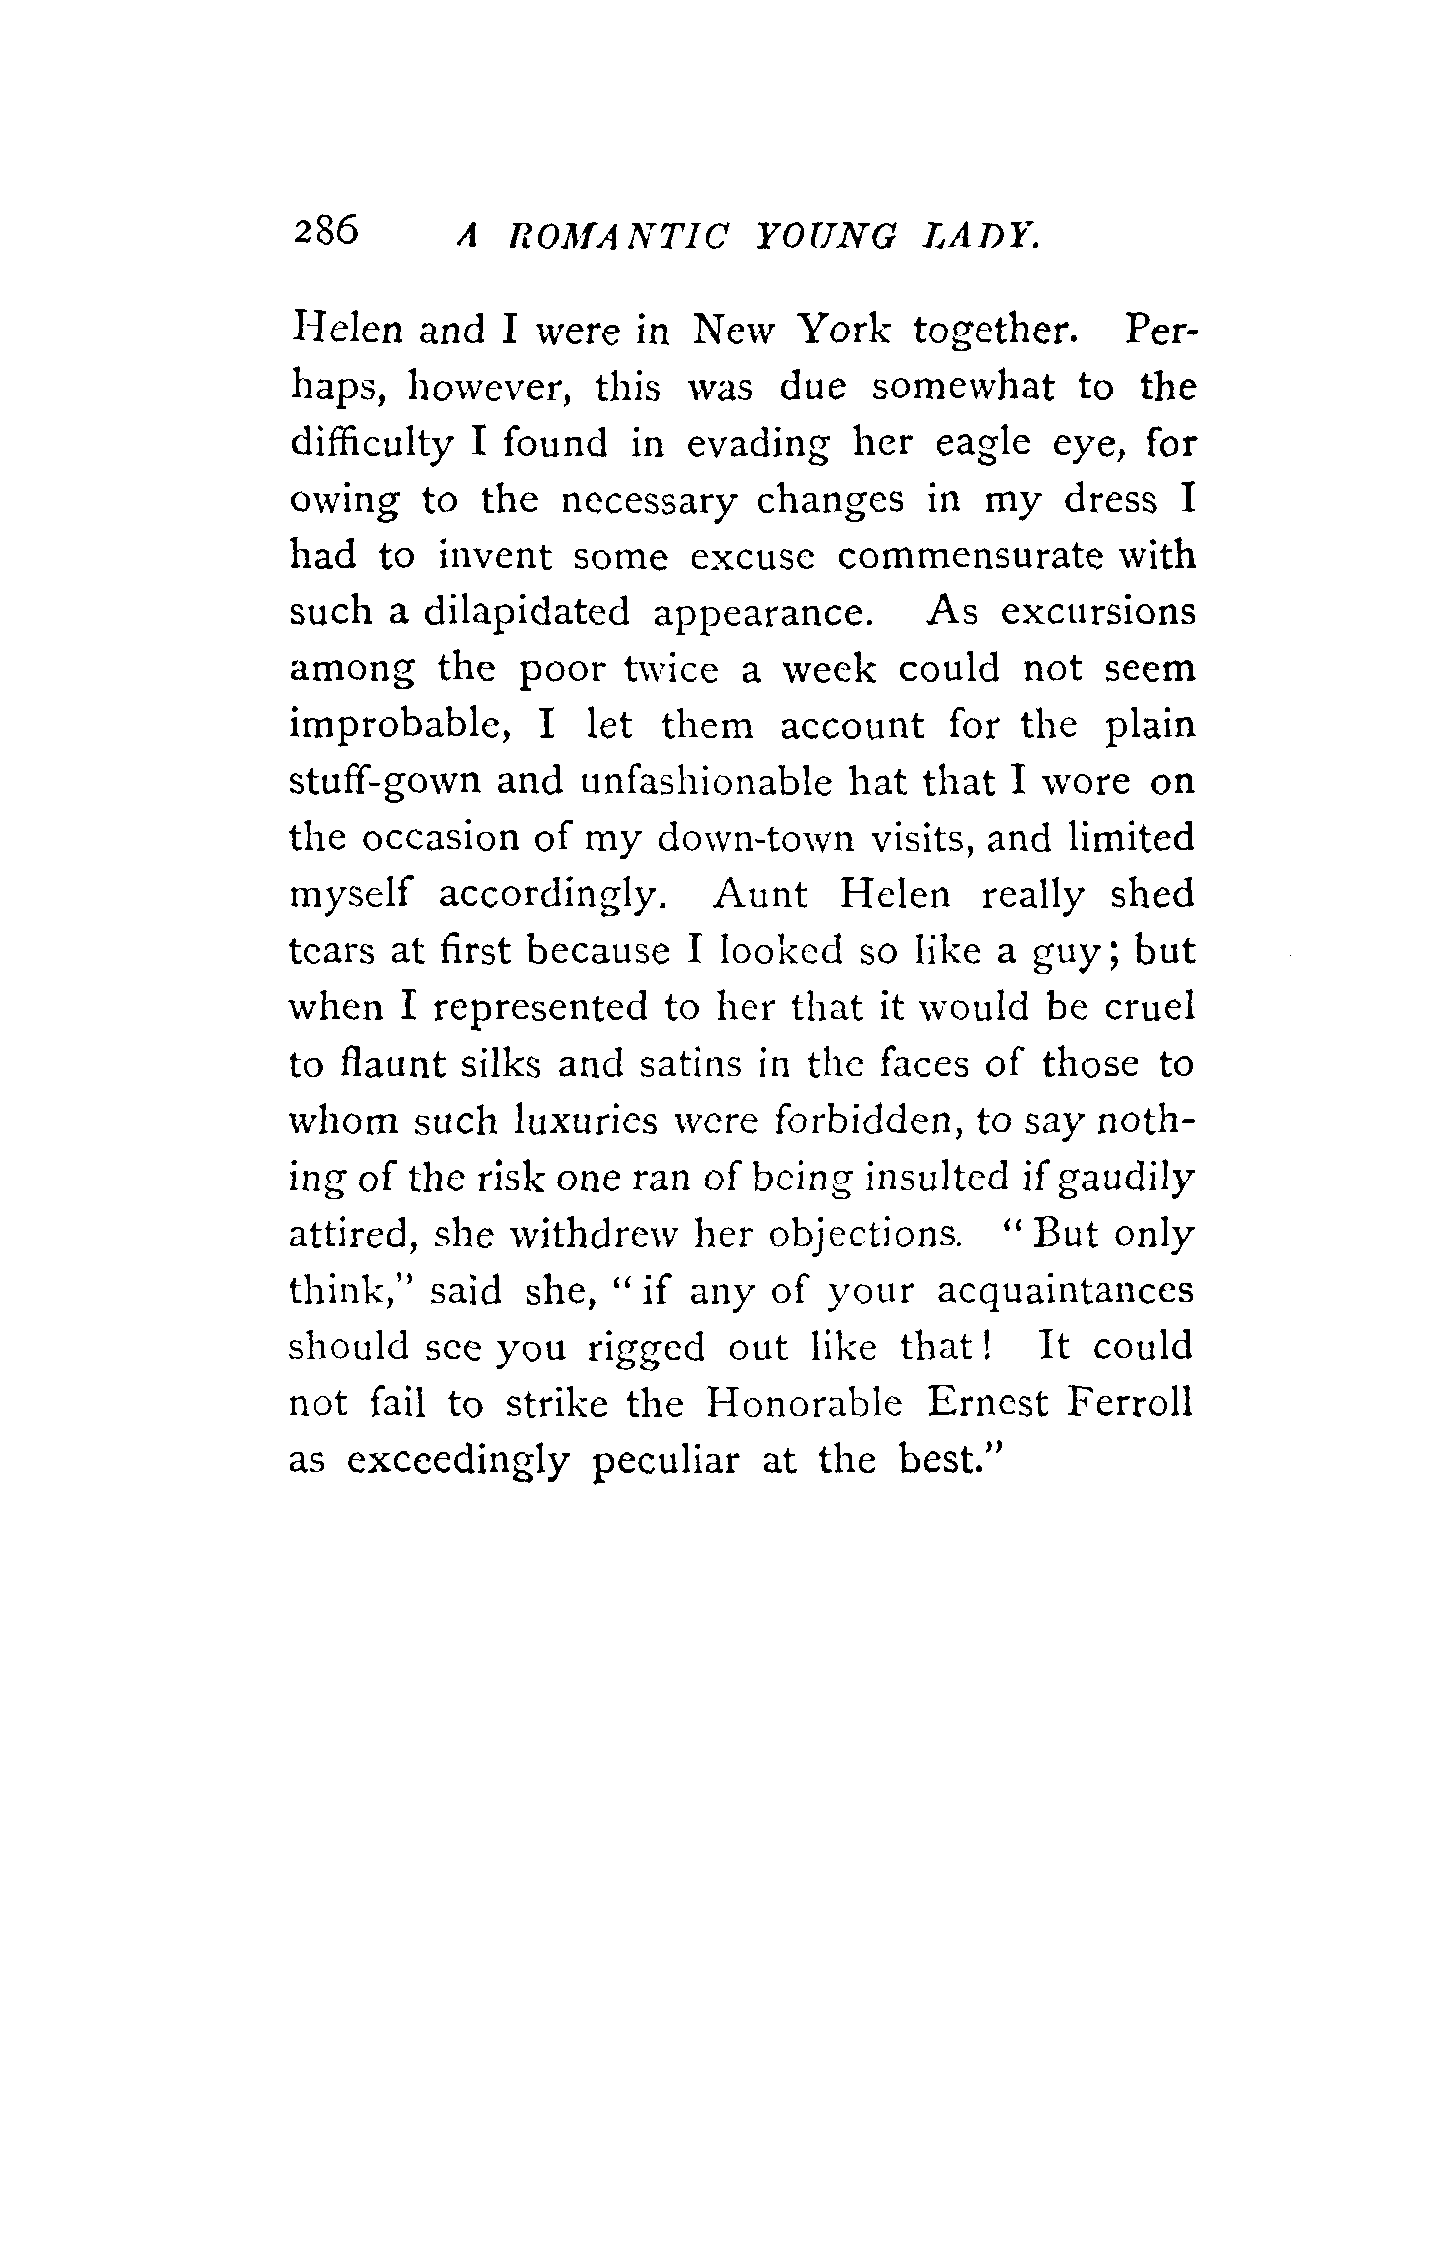 286 A ROMANTIC YOUNG LADY.
Helen and I were in New York together. Per-
haps, however, this was due somewhat to the
difficulty I found in evading her eagle eye, for
owing to the necessary changes in my dress I
had to invent some excuse commensurate with
such a dilapidated appearance. As excursions
among the poor twice a week could not seem
improbable, I let them account for the plain
stuff-gown and unfashionable hat that I wore on
the occasion of my down-town visits, and limited
myself accordingly. Aunt Helen really shed
tears at first because I looked so like a guy; but
when I represented to her that it would be cruel
to flaunt silks and satins in the faces of those to
whom such luxuries were forbidden, to say noth-
ing of the risk one ran of being insulted if gaudily
attired, she withdrew her objections. "But only
think," said she, "if any of your acquaintances
should see you rigged out like that! It could
not fail to strike the Honorable Ernest Ferroll
as exceedingly peculiar at the best."